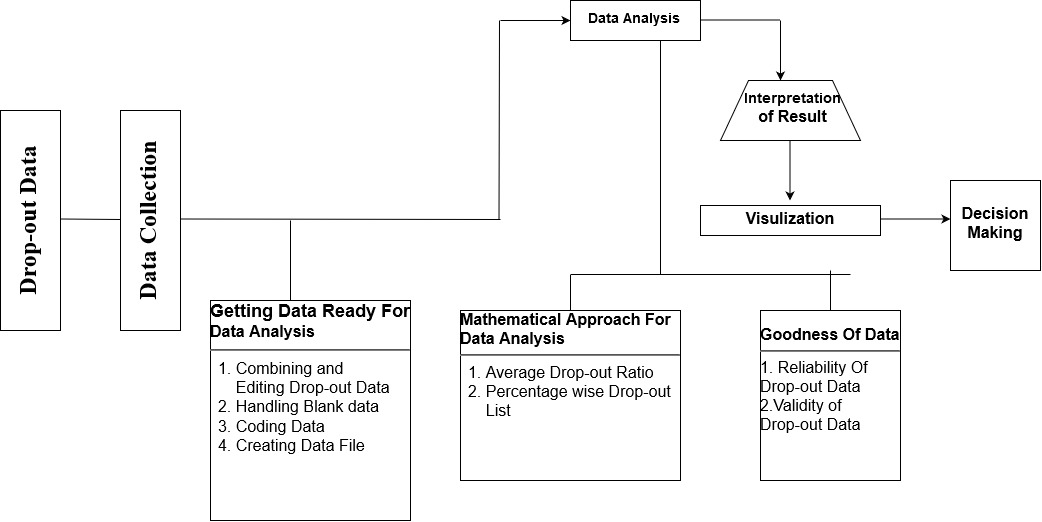 Drop-out Data
Data Collection
Data Analysis
Interpretation
of Result
Visulization
Decision
Making
Getting Data Ready For
Data Analysis
1. Combining and
Editing Drop-out Data
2. Handling Blank data
3. Coding Data
4. Creating Data File
Mathematical Approach For
Data Analysis
1. Average Drop-out Ratio
2. Percentage wise Drop-out
List
Goodness Of Data
1. Reliability Of
Drop-out Data
2.Validity of
Drop-out Data